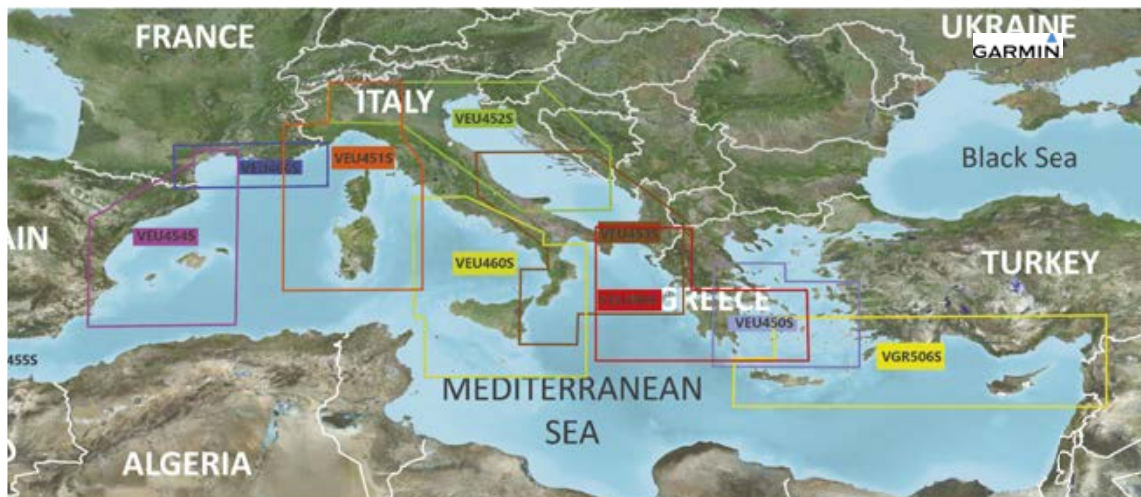 UKRAINE
FRANCE
GARMIN
ITALY
VEU452S
Black Sea
VEU451S
VEU454S
VEU453S
AIN
VEU460S
TURKEY
GREECE
VEU450S
VGR506S
455S
MEDITERRANEAN
SEA
ALGERIA